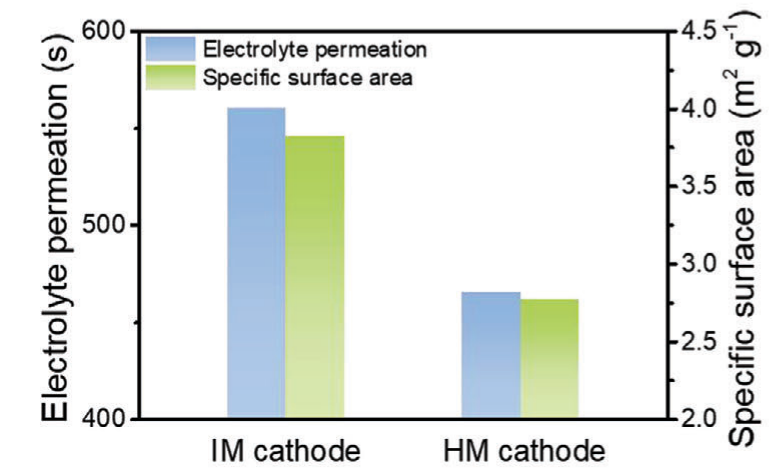 Electrolyte permeation (s)
600
500
400
Electrolyte permeation
Specific surface area
4.5
4.0
3.5
3.0
2.5
2.0
Specific surface area (m² g⁻¹)
IM cathode HM cathode